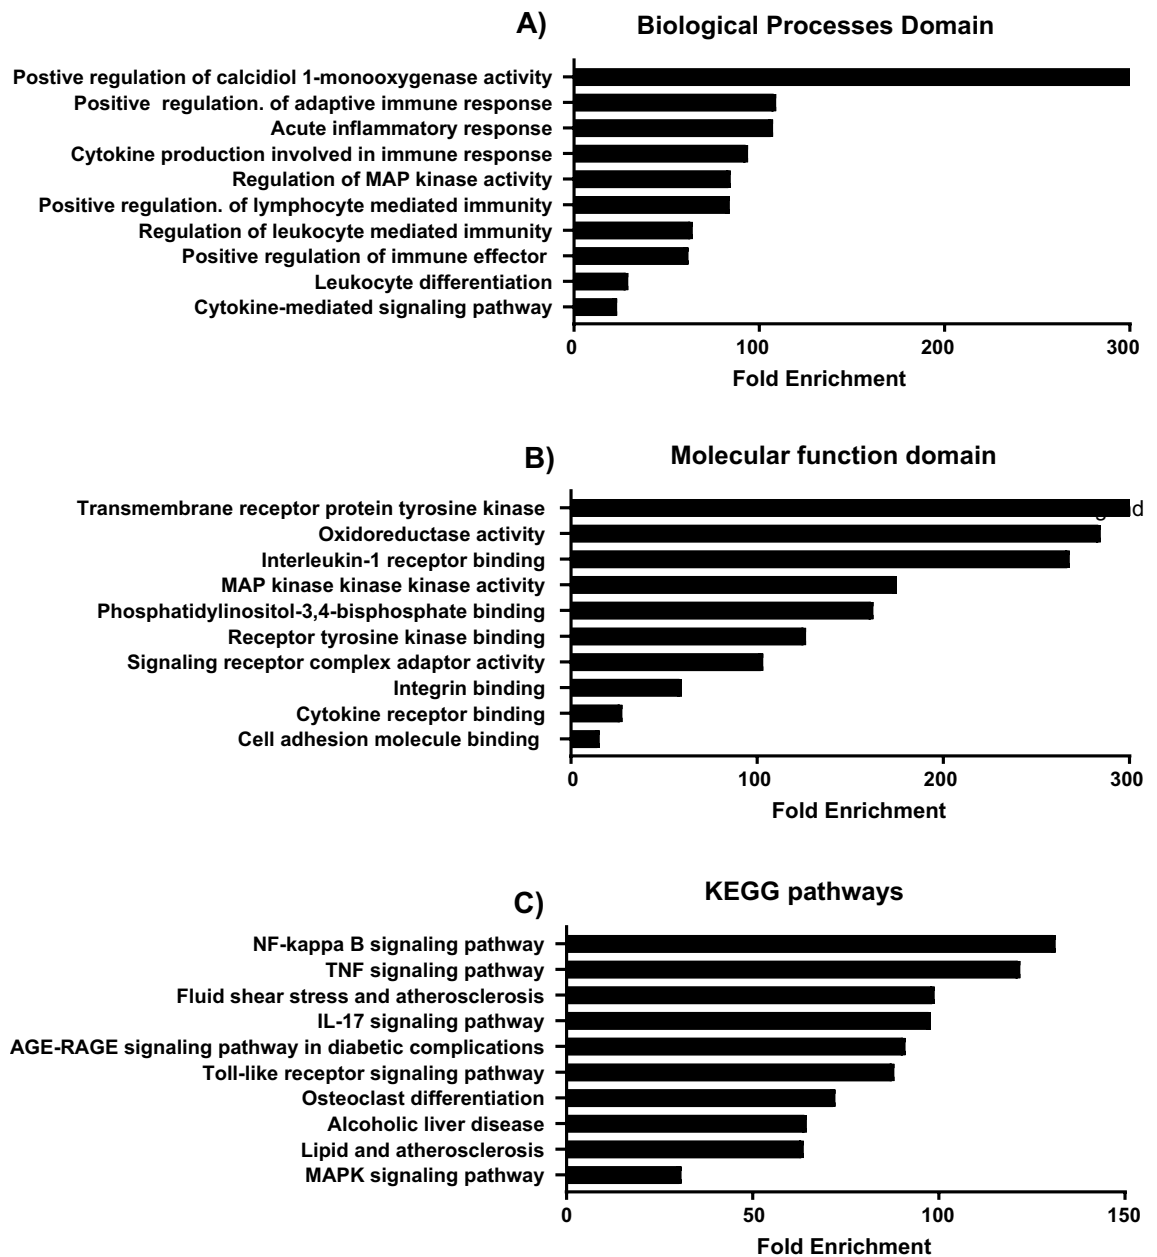 A) Biological Processes Domain
Postive regulation of calcidiol 1-monooxygenase activity
Positive regulation. of adaptive immune response
Acute inflammatory response
Cytokine production involved in immune response
Regulation of MAP kinase activity
Positive regulation. of lymphocyte mediated immunity
Regulation of leukocyte mediated immunity
Positive regulation of immune effector
Leukocyte differentiation
Cytokine-mediated signaling pathway
0 100 200 300
Fold Enrichment
B) Molecular function domain
Transmembrane receptor protein tyrosine kinase
Oxidoreductase activity
Interleukin-1 receptor binding
MAP kinase kinase kinase activity
Phosphatidylinositol-3,4-bisphosphate binding
Receptor tyrosine kinase binding
Signaling receptor complex adaptor activity
Integrin binding
Cytokine receptor binding
Cell adhesion molecule binding
0 100 200 300
Fold Enrichment
C) KEGG pathways
NF-kappa B signaling pathway
TNF signaling pathway
Fluid shear stress and atherosclerosis
IL-17 signaling pathway
AGE-RAGE signaling pathway in diabetic complications
Toll-like receptor signaling pathway
Osteoclast differentiation
Alcoholic liver disease
Lipid and atherosclerosis
MAPK signaling pathway
0 50 100 150
Fold Enrichment